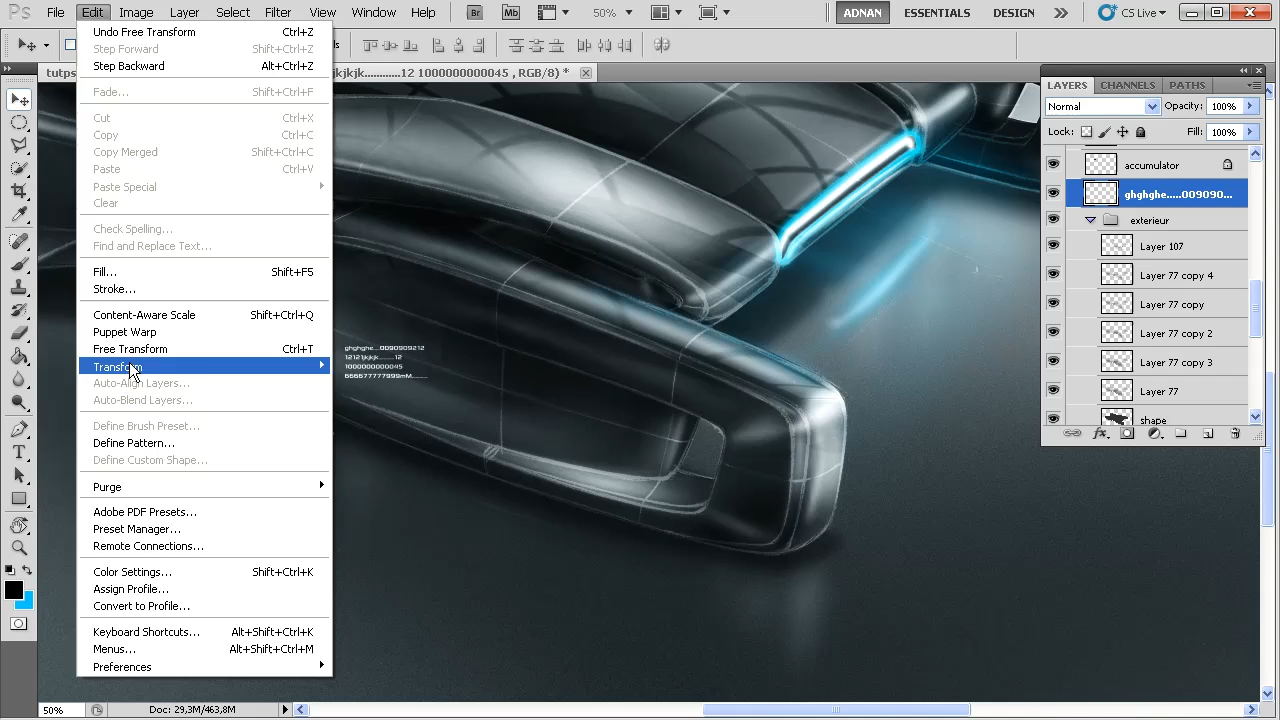 PS File Edit Image Layer Select Filter View Window Help Br Mb 50% ADNAN ESSENTIALS DESIGN CS Live
jkjkjk...........12 1000000000045 , RGB/8) *
Undo Free Transform Ctrl+Z
Step Forward Shift+Ctrl+Z
Step Backward Alt+Ctrl+Z
Fade... Shift+Ctrl+F
Cut Ctrl+X
Copy Ctrl+C
Copy Merged Shift+Ctrl+C
Paste Ctrl+V
Paste Special
Clear
Check Spelling...
Find and Replace Text...
Fill... Shift+F5
Stroke...
Content-Aware Scale Alt+Shift+Ctrl+C
Puppet Warp
Free Transform Ctrl+T
Transform
Auto-Align Layers...
Auto-Blend Layers...
Define Brush Preset...
Define Pattern...
Define Custom Shape...
Purge
Adobe PDF Presets...
Preset Manager...
Remote Connections...
Color Settings... Shift+Ctrl+K
Assign Profile...
Convert to Profile...
Keyboard Shortcuts... Alt+Shift+Ctrl+K
Menus... Alt+Shift+Ctrl+M
Preferences
LAYERS CHANNELS PATHS
Normal Opacity: 100%
Lock: Fill: 100%
accumulator
ghghghe.....009090...
exterieur
Layer 107
Layer 77 copy 4
Layer 77 copy
Layer 77 copy 2
Layer 77 copy 3
Layer 77
shape
1000000000045
50% Doc: 29,3M/463,8M